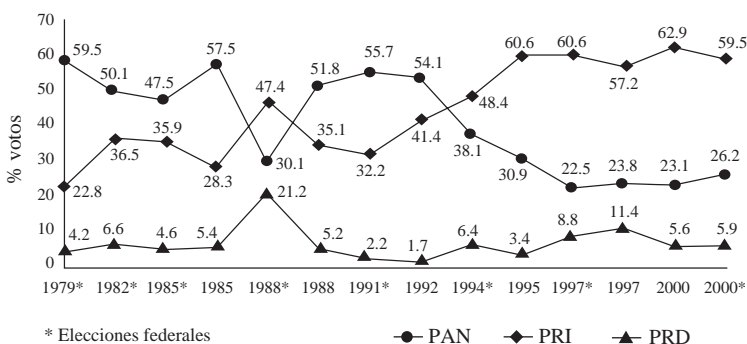 70
60
50
40
30
20
10
0
% votos
59.5 50.1 47.5 57.5 30.1 51.8 55.7 54.1 38.1 30.9 22.5 23.8 23.1 26.2
22.8 36.5 35.9 28.3 47.4 35.1 32.2 41.4 48.4 60.6 60.6 57.2 62.9 59.5
4.2 6.6 4.6 5.4 21.2 5.2 2.2 1.7 6.4 3.4 8.8 11.4 5.6 5.9
1979* 1982* 1985* 1985 1988* 1988 1991* 1992 1994* 1995 1997* 1997 2000 2000*
* Elecciones federales PAN PRI PRD